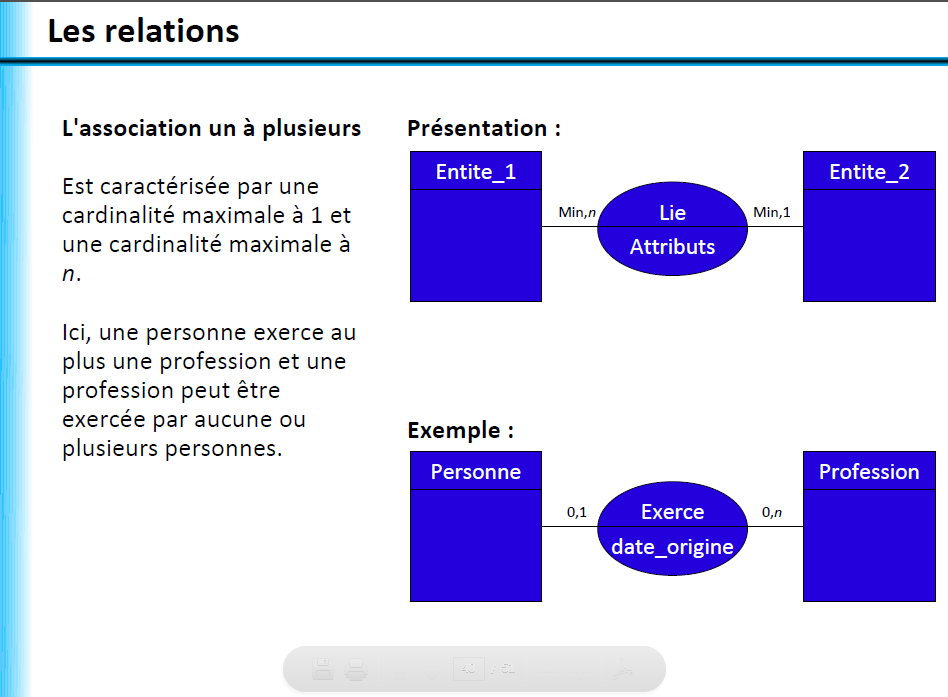 Les relations
L'association un à plusieurs
Est caractérisée par une
cardinalité maximale à 1 et
une cardinalité maximale à
n.
Ici, une personne exerce au
plus une profession et une
profession peut être
exercée par aucune ou
plusieurs personnes.
Présentation :
Entite_1
Min,n
Lie
Attributs
Min,1
Entite_2
Exemple :
Personne
0,1
Exerce
date_origine
0,n
Profession